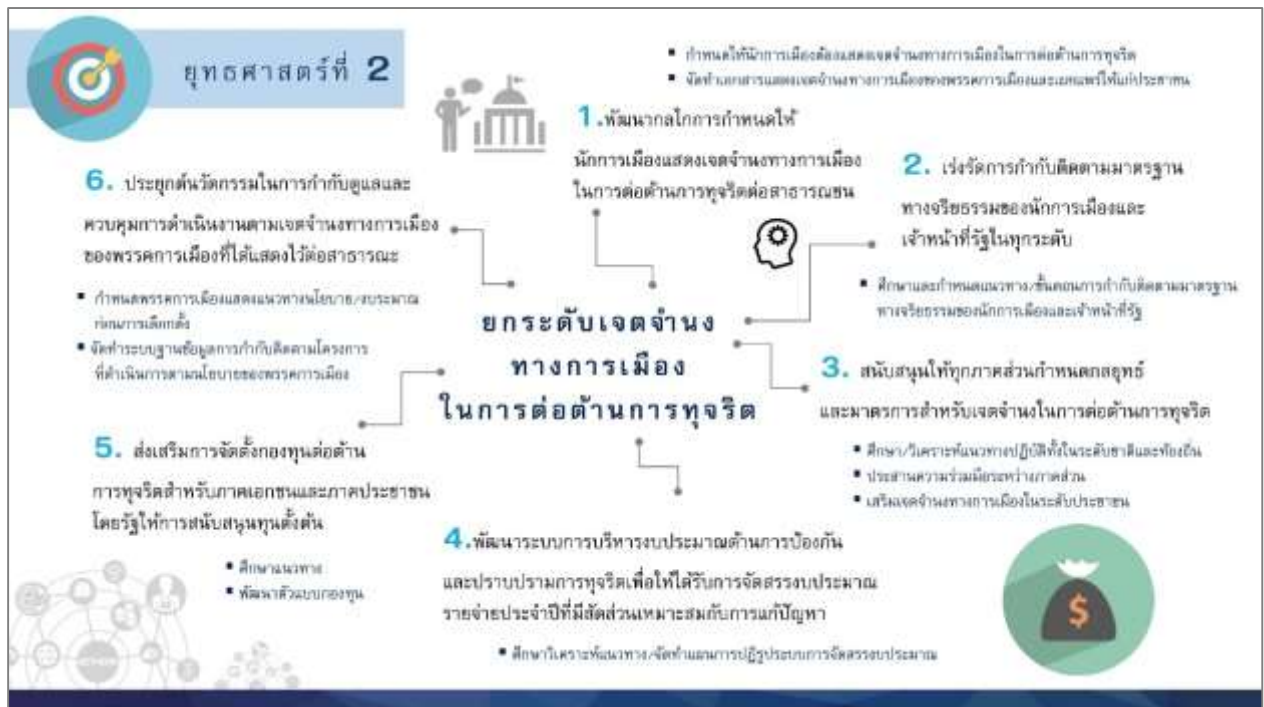 ยุทธศาสตร์ที่ 2
▪ กำหนดให้นักการเมืองต้องแสดงเจตจำนงทางการเมืองในการต่อต้านการทุจริต
▪ จัดทำเอกสารแสดงเจตจำนงทางการเมืองของพรรคการเมืองและเผยแพร่ให้แก่ประชาชน
1.พัฒนากลไกการกำหนดให้
นักการเมืองแสดงเจตจำนงทางการเมือง
ในการต่อต้านการทุจริตต่อสาธารณชน
2. เร่งรัดการกำกับติดตามมาตรฐาน
ทางจริยธรรมของนักการเมืองและ
เจ้าหน้าที่รัฐในทุกระดับ
▪ ศึกษาและกำหนดแนวทาง/ขั้นตอนการกำกับติดตามมาตรฐาน
ทางจริยธรรมของนักการเมืองและเจ้าหน้าที่รัฐ
ยกระดับเจตจำนง
ทางการเมือง
ในการต่อต้านการทุจริต
3. สนับสนุนให้ทุกภาคส่วนกำหนดกลยุทธ์
และมาตรการสำหรับเจตจำนงในการต่อต้านการทุจริต
▪ ศึกษา/วิเคราะห์แนวทางปฏิบัติทั้งในระดับชาติและท้องถิ่น
▪ ประสานความร่วมมือระหว่างภาคส่วน
▪ เสริมเจตจำนงทางการเมืองในระดับประชาชน
4.พัฒนาระบบการบริหารงบประมาณด้านการป้องกัน
และปราบปรามการทุจริตเพื่อให้ได้รับการจัดสรรงบประมาณ
รายจ่ายประจำปีที่มีสัดส่วนเหมาะสมกับการแก้ปัญหา
▪ ศึกษาวิเคราะห์แนวทาง/จัดทำแผนการปฏิรูประบบการจัดสรรงบประมาณ
5. ส่งเสริมการจัดตั้งกองทุนต่อต้าน
การทุจริตสำหรับภาคเอกชนและภาคประชาชน
โดยรัฐให้การสนับสนุนทุนตั้งต้น
▪ ศึกษาแนวทาง
▪ พัฒนาตัวแบบกองทุน
6. ประยุกต์นวัตกรรมในการกำกับดูแลและ
ควบคุมการดำเนินงานตามเจตจำนงทางการเมือง
ของพรรคการเมืองที่ได้แสดงไว้ต่อสาธารณะ
▪ กำหนดพรรคการเมืองแสดงแนวทางนโยบาย/งบประมาณ
ก่อนการเลือกตั้ง
▪ จัดทำระบบฐานข้อมูลการกำกับติดตามโครงการ
ที่ดำเนินการตามนโยบายของพรรคการเมือง
$